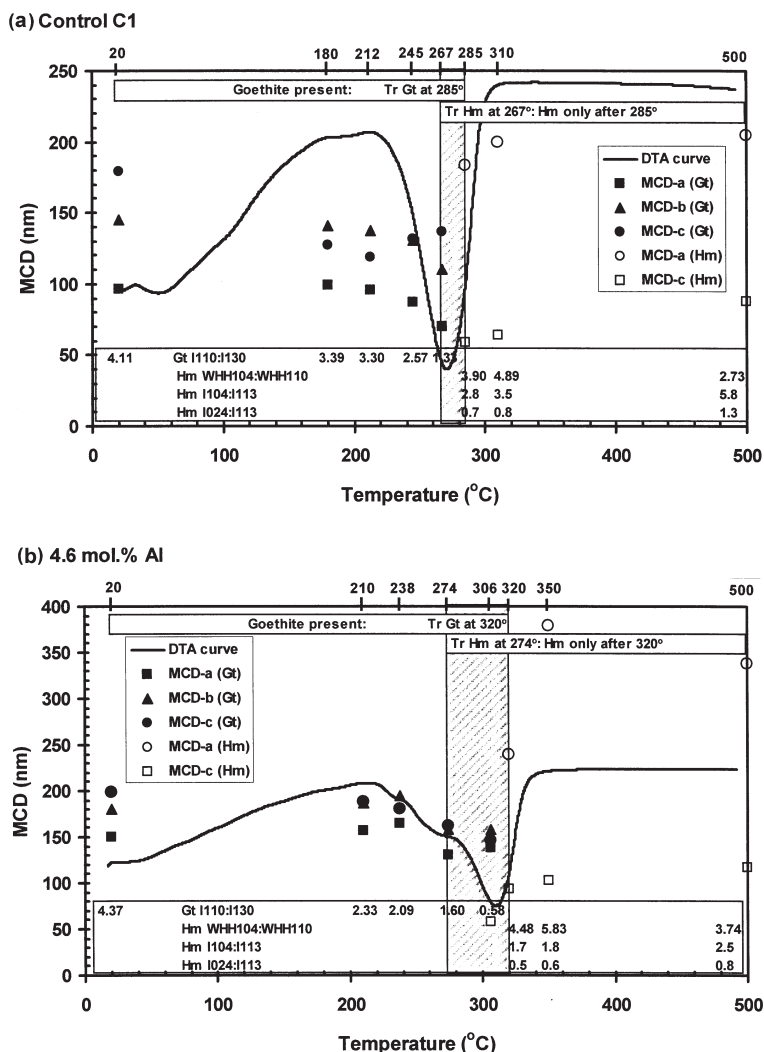 (a) Control C1
20 180 212 245 267 285 310 500
250
Goethite present: Tr Gt at 285º
Tr Hm at 267º: Hm only after 285º
200
DTA curve
MCD-a (Gt)
MCD-b (Gt)
150
MCD-c (Gt)
MCD-a (Hm)
MCD-c (Hm)
MCD (nm)
100
50
4.11 Gt I110:I130 3.39 3.30 2.57 1.33
Hm WHH104:WHH110 3.90 4.89 2.73
Hm I104:I113 2.8 3.5 5.8
Hm I024:I113 0.7 0.8 1.3
0
0 100 200 300 400 500
Temperature (°C)
(b) 4.6 mol.% Al
20 210 238 274 306 320 350 500
400
Goethite present: Tr Gt at 320º
Tr Hm at 274º: Hm only after 320º
350
DTA curve
MCD-a (Gt)
300
MCD-b (Gt)
MCD-c (Gt)
250
MCD-a (Hm)
MCD-c (Hm)
200
MCD (nm)
150
100
50
4.37 Gt I110:I130 2.33 2.09 1.60 0.58
Hm WHH104:WHH110 4.48 5.83 3.74
Hm I104:I113 1.7 1.8 2.5
Hm I024:I113 0.5 0.6 0.8
0
0 100 200 300 400 500
Temperature (°C)